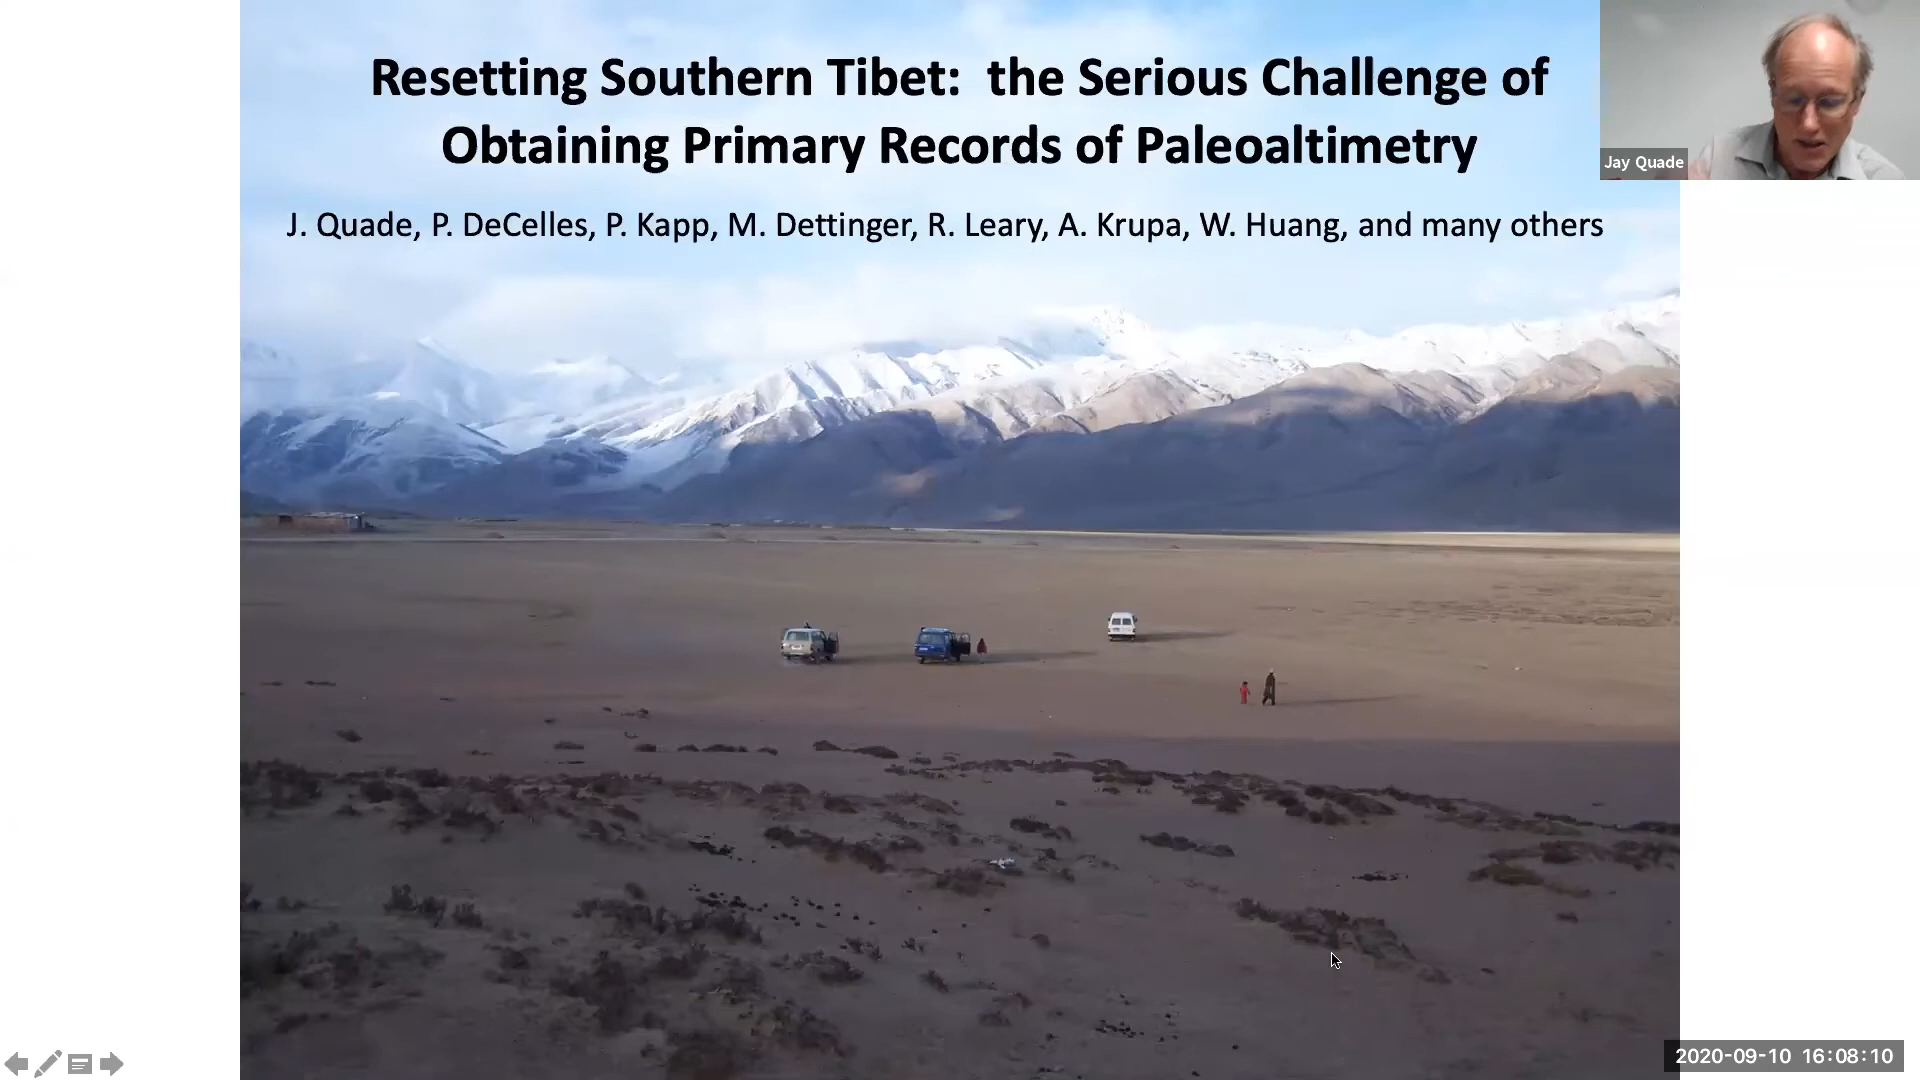 Resetting Southern Tibet:  the Serious Challenge of
Obtaining Primary Records of Paleoaltimetry
J. Quade, P. DeCelles, P. Kapp, M. Dettinger, R. Leary, A. Krupa, W. Huang, and many others
Jay Quade
2020-09-10 16:08:10